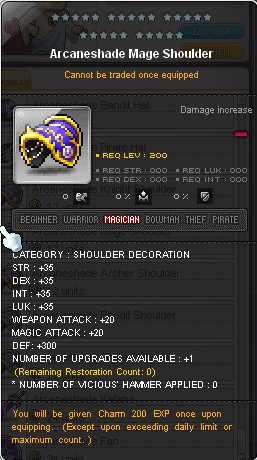 Arcaneshade Mage Shoulder
Cannot be traded once equipped
Damage increase
REQ LEV : 200
REQ STR : 000 REQ LUK : 000
REQ DEX : 000 REQ INT : 000
0 0 % 0 %
BEGINNER WARRIOR MAGICIAN BOWMAN THIEF PIRATE
CATEGORY : SHOULDER DECORATION
STR : +35
DEX : +35
INT : +35
LUK : +35
WEAPON ATTACK : +20
MAGIC ATTACK : +20
DEF: +300
NUMBER OF UPGRADES AVAILABLE : +1
(Remaining Restoration Count: 0)
* NUMBER OF VICIOUS' HAMMER APPLIED : 0
You will be given Charm 200 EXP once upon
equipping. (Except upon exceeding daily limit or
maximum count. )